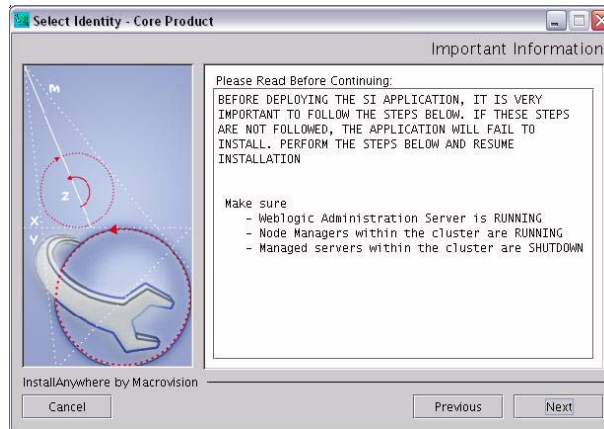 Select Identity - Core Product
Important Information
Please Read Before Continuing:
BEFORE DEPLOYING THE SI APPLICATION, IT IS VERY
IMPORTANT TO FOLLOW THE STEPS BELOW. IF THESE STEPS
ARE NOT FOLLOWED, THE APPLICATION WILL FAIL TO
INSTALL. PERFORM THE STEPS BELOW AND RESUME
INSTALLATION
Make sure
- Weblogic Administration Server is RUNNING
- Node Managers within the cluster are RUNNING
- Managed servers within the cluster are SHUTDOWN
M
Z
X
Y
InstallAnywhere by Macrovision
Cancel
Previous
Next